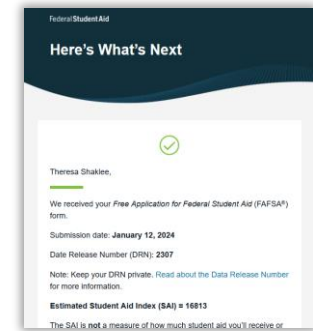 Federal Student Aid
Here's What's Next
Theresa Shaklee,
We received your Free Application for Federal Student Aid (FAFSA®)
form.
Submission date: January 12, 2024
Date Release Number (DRN): 2307
Note: Keep your DRN private. Read about the Data Release Number
for more information.
Estimated Student Aid Index (SAI) = 16813
The SAI is not a measure of how much student aid you'll receive or